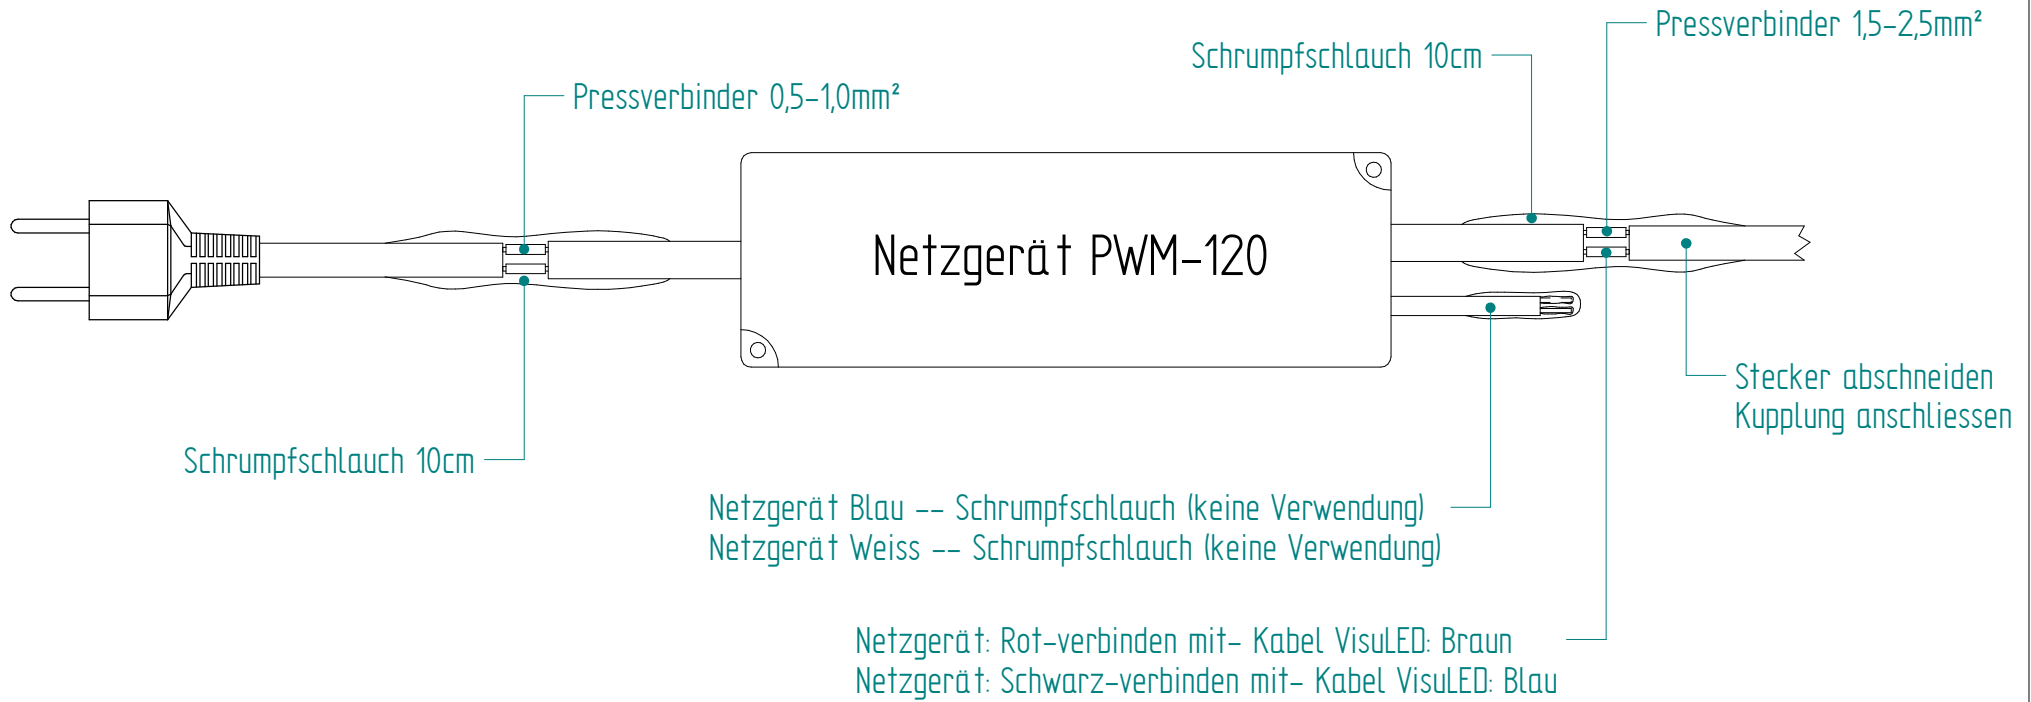 Pressverbinder 1,5-2,5mm²
Schrumpfschlauch 10cm
Pressverbinder 0,5-1,0mm²
Netzgerät PWM-120
Stecker abschneiden
Kupplung anschliessen
Schrumpfschlauch 10cm
Netzgerät Blau -- Schrumpfschlauch (keine Verwendung)
Netzgerät Weiss -- Schrumpfschlauch (keine Verwendung)
Netzgerät: Rot-verbinden mit- Kabel VisuLED: Braun
Netzgerät: Schwarz-verbinden mit- Kabel VisuLED: Blau